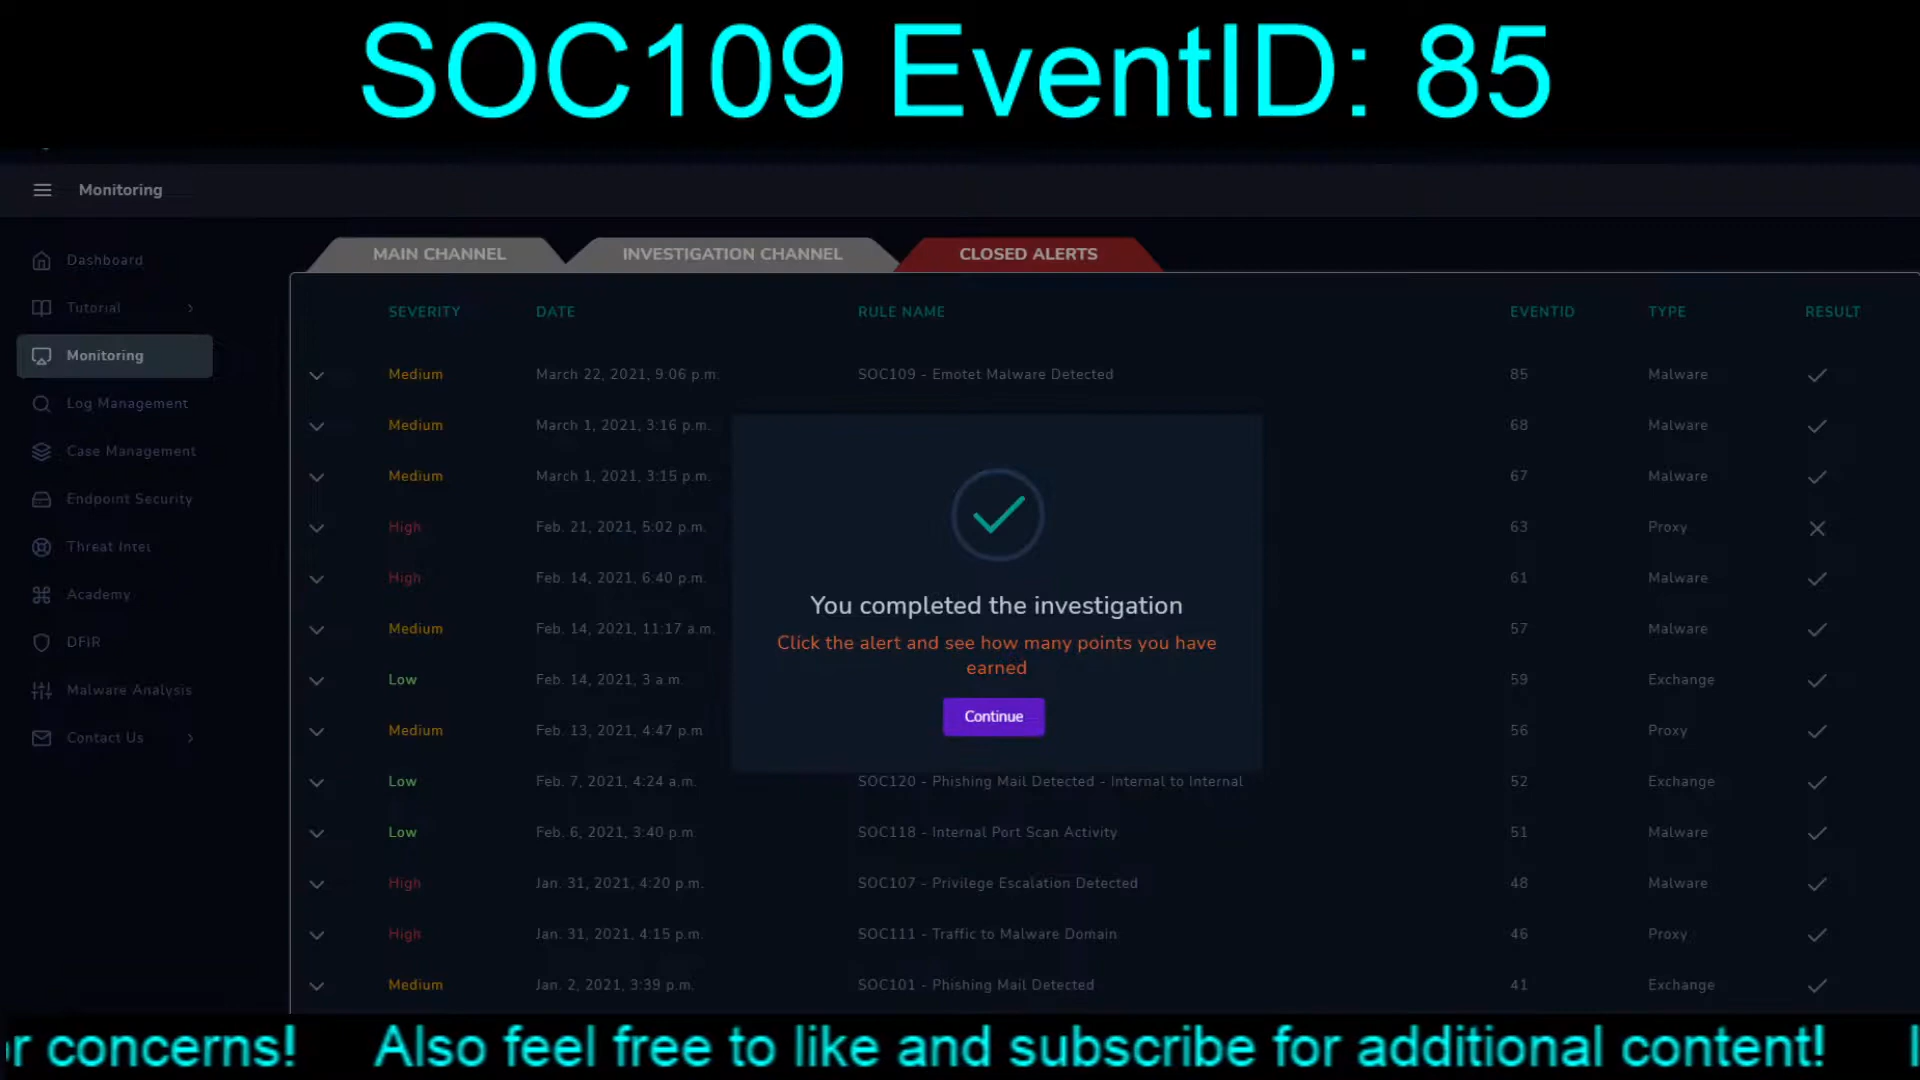 SOC109 EventID: 85
Monitoring
Dashboard
Tutorial
Monitoring
Log Management
Case Management
Endpoint Security
Threat Intel
Academy
DFIR
Malware Analysis
Contact Us
MAIN CHANNEL INVESTIGATION CHANNEL CLOSED ALERTS
SEVERITY DATE RULE NAME EVENTID TYPE RESULT
Medium March 22, 2021, 9:06 p.m. SOC109 - Emotet Malware Detected 85 Malware
Medium March 1, 2021, 3:16 p.m. 68 Malware
Medium March 1, 2021, 3:15 p.m. 67 Malware
High Feb. 21, 2021, 5:02 p.m. 63 Proxy
High Feb. 14, 2021, 6:40 p.m. 61 Malware
Medium Feb. 14, 2021, 11:17 a.m. 57 Malware
Low Feb. 14, 2021, 3 a.m. 59 Exchange
Medium Feb. 13, 2021, 4:47 p.m 56 Proxy
Low Feb. 7, 2021, 4:24 a.m. SOC120 - Phishing Mail Detected - Internal to Internal 52 Exchange
Low Feb. 6, 2021, 3:40 p.m. SOC118 - Internal Port Scan Activity 51 Malware
High Jan. 31, 2021, 4:20 p.m. SOC107 - Privilege Escalation Detected 48 Malware
High Jan. 31, 2021, 4:15 p.m. SOC111 - Traffic to Malware Domain 46 Proxy
Medium Jan. 2, 2021, 3:39 p.m. SOC101 - Phishing Mail Detected 41 Exchange
You completed the investigation
Click the alert and see how many points you have
earned
Continue
r concerns! Also feel free to like and subscribe for additional content!